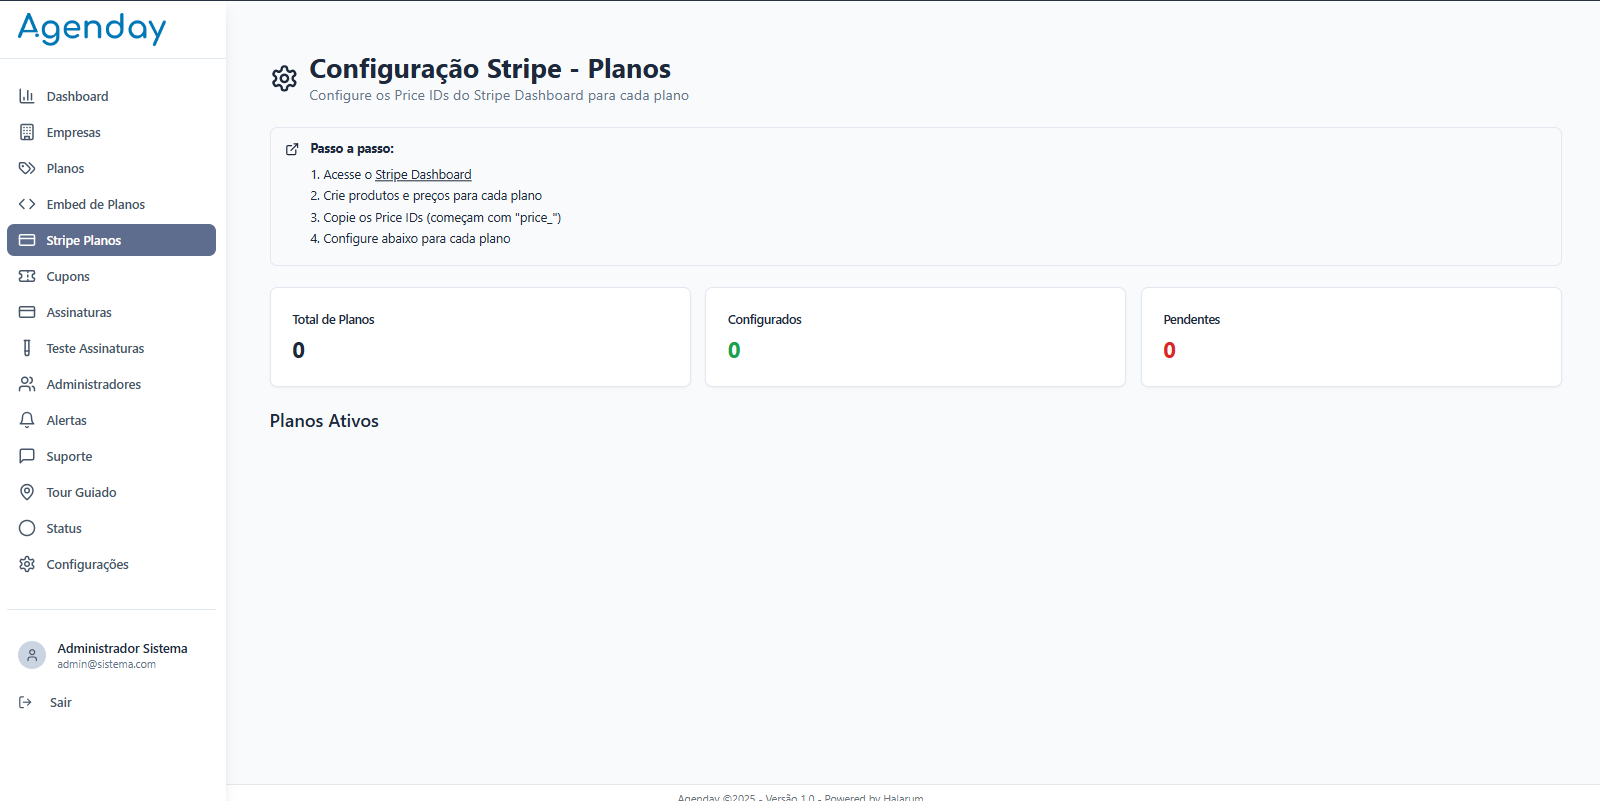 Agenday
Dashboard
Empresas
Planos
Embed de Planos
Stripe Planos
Cupons
Assinaturas
Teste Assinaturas
Administradores
Alertas
Suporte
Tour Guiado
Status
Configurações
Administrador Sistema
admin@sistema.com
Sair
Configuração Stripe - Planos
Configure os Price IDs do Stripe Dashboard para cada plano
Passo a passo:
1. Acesse o Stripe Dashboard
2. Crie produtos e preços para cada plano
3. Copie os Price IDs (começam com "price_")
4. Configure abaixo para cada plano
Total de Planos
0
Configurados
0
Pendentes
0
Planos Ativos
Agenday ©2025 - Versão 1.0 - Powered by Halarum